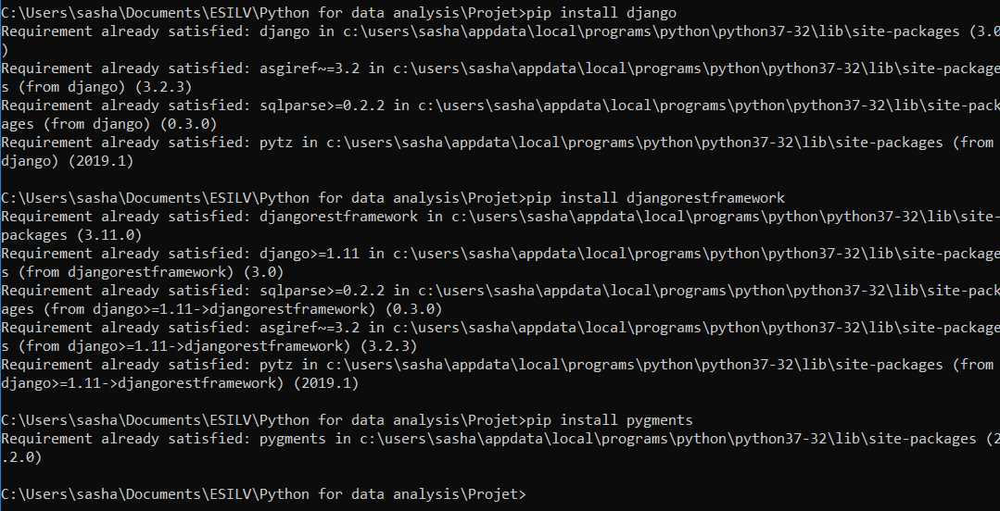 C:\Users\sasha\Documents\ESILV\Python for data analysis\Projet>pip install django
Requirement already satisfied: django in c:\users\sasha\appdata\local\programs\python\python37-32\lib\site-packages (3.0
)
Requirement already satisfied: asgiref~=3.2 in c:\users\sasha\appdata\local\programs\python\python37-32\lib\site-package
s (from django) (3.2.3)
Requirement already satisfied: sqlparse>=0.2.2 in c:\users\sasha\appdata\local\programs\python\python37-32\lib\site-pack
ages (from django) (0.3.0)
Requirement already satisfied: pytz in c:\users\sasha\appdata\local\programs\python\python37-32\lib\site-packages (from
django) (2019.1)
C:\Users\sasha\Documents\ESILV\Python for data analysis\Projet>pip install djangorestframework
Requirement already satisfied: djangorestframework in c:\users\sasha\appdata\local\programs\python\python37-32\lib\site-
packages (3.11.0)
Requirement already satisfied: django>=1.11 in c:\users\sasha\appdata\local\programs\python\python37-32\lib\site-package
s (from djangorestframework) (3.0)
Requirement already satisfied: sqlparse>=0.2.2 in c:\users\sasha\appdata\local\programs\python\python37-32\lib\site-pack
ages (from django>=1.11->djangorestframework) (0.3.0)
Requirement already satisfied: asgiref~=3.2 in c:\users\sasha\appdata\local\programs\python\python37-32\lib\site-package
s (from django>=1.11->djangorestframework) (3.2.3)
Requirement already satisfied: pytz in c:\users\sasha\appdata\local\programs\python\python37-32\lib\site-packages (from
django>=1.11->djangorestframework) (2019.1)
C:\Users\sasha\Documents\ESILV\Python for data analysis\Projet>pip install pygments
Requirement already satisfied: pygments in c:\users\sasha\appdata\local\programs\python\python37-32\lib\site-packages (2
.2.0)
C:\Users\sasha\Documents\ESILV\Python for data analysis\Projet>